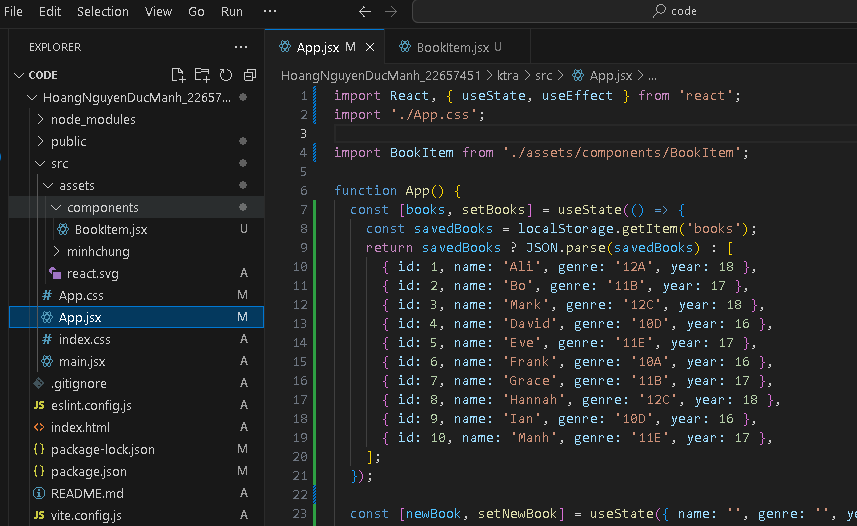 File Edit Selection View Go Run ··· ← → code
EXPLORER ···
App.jsx M ×
BookItem.jsx U
CODE
HoangNguyenDucManh_22657451 › ktra › src › App.jsx › ...
HoangNguyenDucManh_22657...
node_modules
public
src
assets
components
BookItem.jsx U
minhchung
react.svg A
# App.css M
App.jsx M
# index.css A
main.jsx A
.gitignore A
JS eslint.config.js A
<> index.html A
{} package-lock.json M
{} package.json M
README.md A
JS vite.config.js A
1 import React, { useState, useEffect } from 'react';
2 import './App.css';
3
4 import BookItem from './assets/components/BookItem';
5
6 function App() {
7 const [books, setBooks] = useState(() => {
8 const savedBooks = localStorage.getItem('books');
9 return savedBooks ? JSON.parse(savedBooks) : [
10 { id: 1, name: 'Ali', genre: '12A', year: 18 },
11 { id: 2, name: 'Bo', genre: '11B', year: 17 },
12 { id: 3, name: 'Mark', genre: '12C', year: 18 },
13 { id: 4, name: 'David', genre: '10D', year: 16 },
14 { id: 5, name: 'Eve', genre: '11E', year: 17 },
15 { id: 6, name: 'Frank', genre: '10A', year: 16 },
16 { id: 7, name: 'Grace', genre: '11B', year: 17 },
17 { id: 8, name: 'Hannah', genre: '12C', year: 18 },
18 { id: 9, name: 'Ian', genre: '10D', year: 16 },
19 { id: 10, name: 'Manh', genre: '11E', year: 17 },
20 ];
21 });
22
23 const [newBook, setNewBook] = useState({ name: '', genre: '', ye